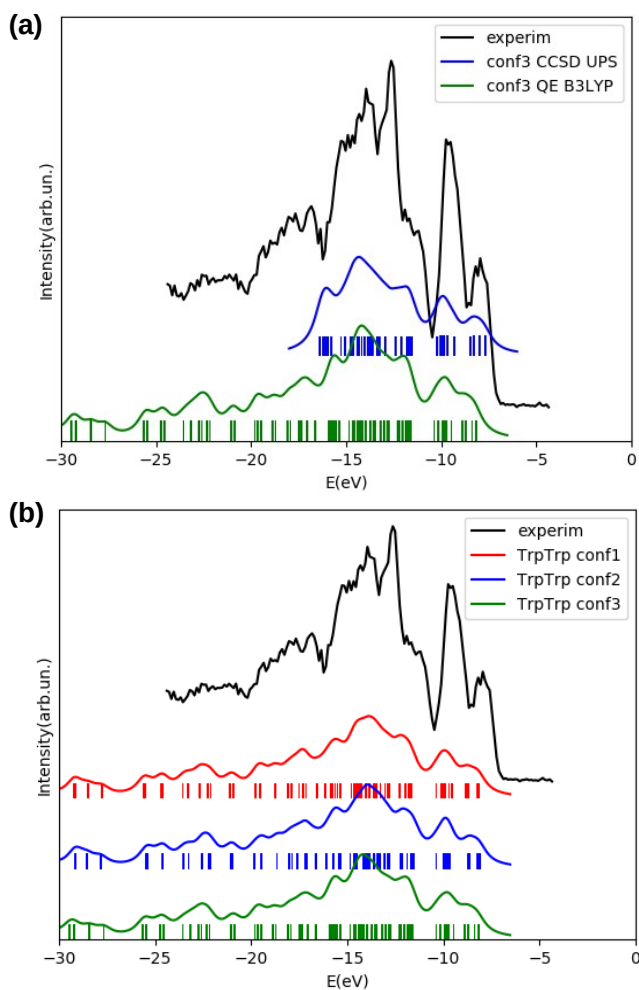 (a)
experim
conf3 CCSD UPS
conf3 QE B3LYP
Intensity(arb.un.)
−30 −25 −20 −15 −10 −5 0
E(eV)
(b)
experim
TrpTrp conf1
TrpTrp conf2
TrpTrp conf3
Intensity(arb.un.)
−30 −25 −20 −15 −10 −5 0
E(eV)